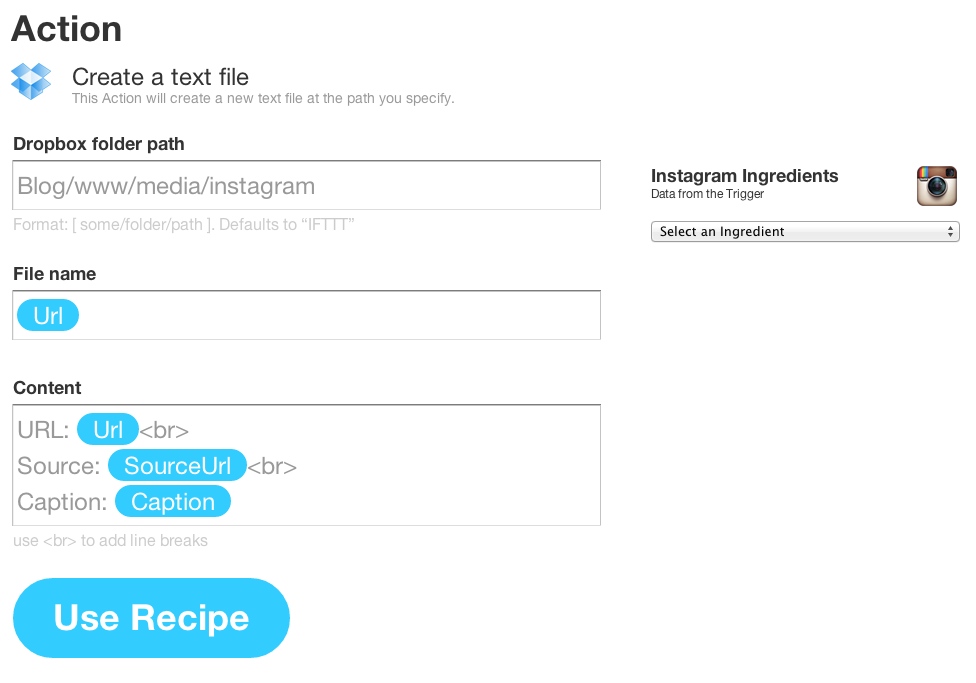 Action
Create a text file
This Action will create a new text file at the path you specify.
Dropbox folder path
Blog/www/media/instagram
Format: [ some/folder/path ]. Defaults to “IFTTT”
Instagram Ingredients
Data from the Trigger
Select an Ingredient
File name
Url
Content
URL: Url<br>
Source: SourceUrl<br>
Caption: Caption
use <br> to add line breaks
Use Recipe